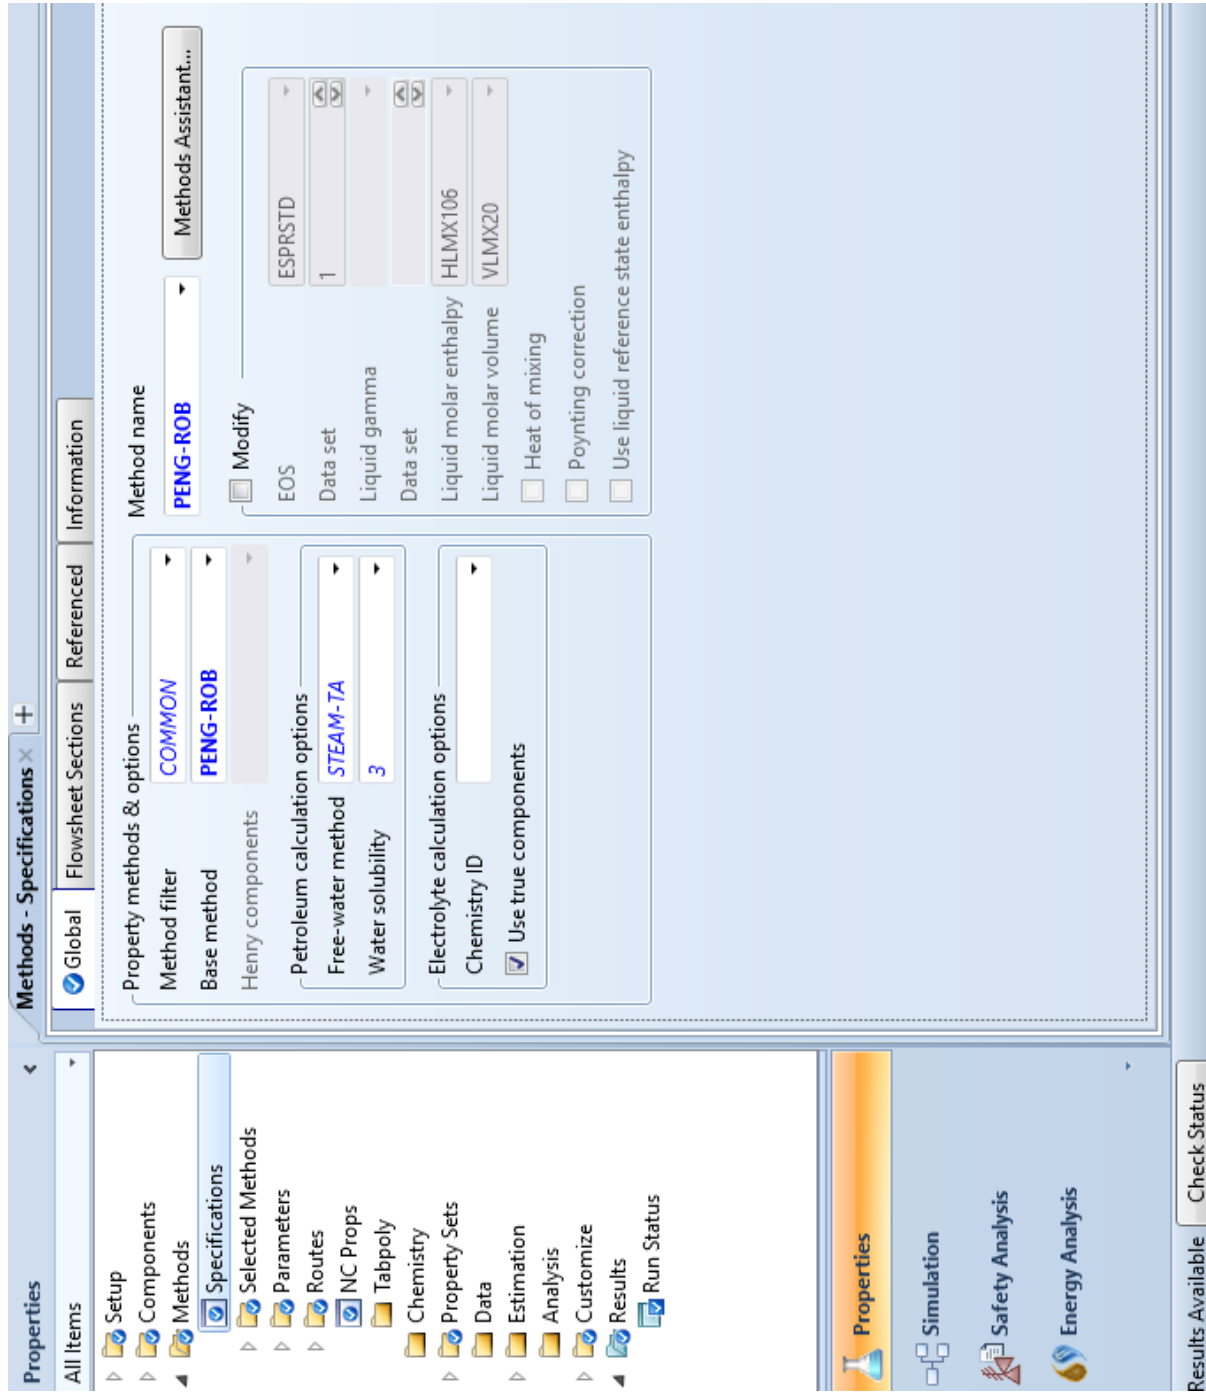 Properties
All Items
Setup
Components
Methods
Specifications
Selected Methods
Parameters
Routes
NC Props
Tabpoly
Chemistry
Property Sets
Data
Estimation
Analysis
Customize
Results
Run Status
Properties
Simulation
Safety Analysis
Energy Analysis
Methods - Specifications × +
Global Flowsheet Sections Referenced Information
Property methods & options
Method filter COMMON
Base method PENG-ROB
Henry components
Petroleum calculation options
Free-water method STEAM-TA
Water solubility 3
Electrolyte calculation options
Chemistry ID
Use true components
Method name
PENG-ROB Methods Assistant...
Modify
EOS ESPRSTD
Data set 1
Liquid gamma
Data set
Liquid molar enthalpy HLMX106
Liquid molar volume VLMX20
Heat of mixing
Poynting correction
Use liquid reference state enthalpy
Results Available Check Status